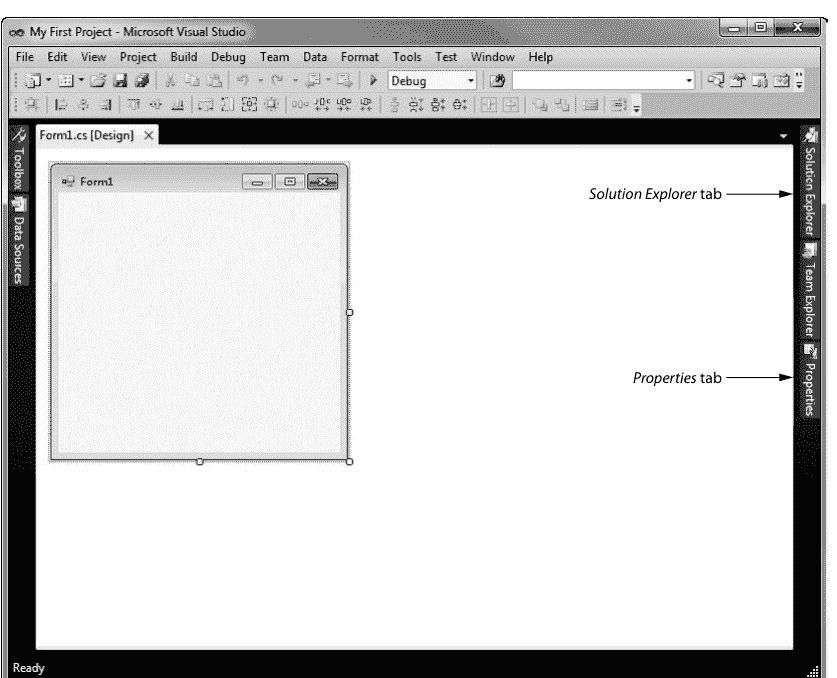 My First Project - Microsoft Visual Studio
File Edit View Project Build Debug Team Data Format Tools Test Window Help
Debug
Form1.cs [Design]
Toolbox
Data Sources
Form1
Solution Explorer tab
Properties tab
Solution Explorer
Team Explorer
Properties
Ready